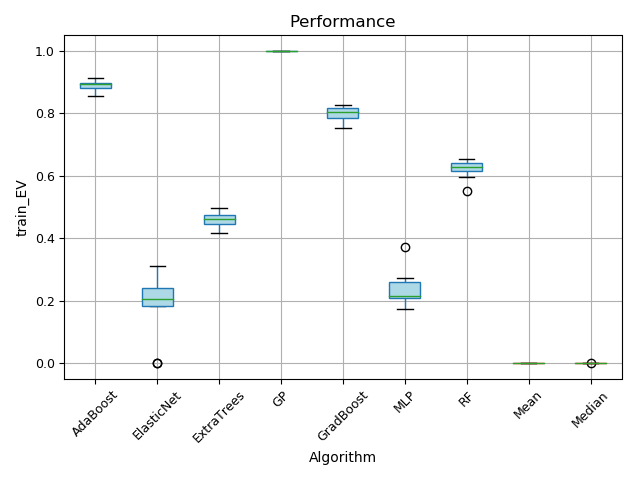 Performance
1.0
0.8
0.6
0.4
0.2
0.0
train_EV
AdaBoost
ElasticNet
ExtraTrees
GP
GradBoost
MLP
RF
Mean
Median
Algorithm